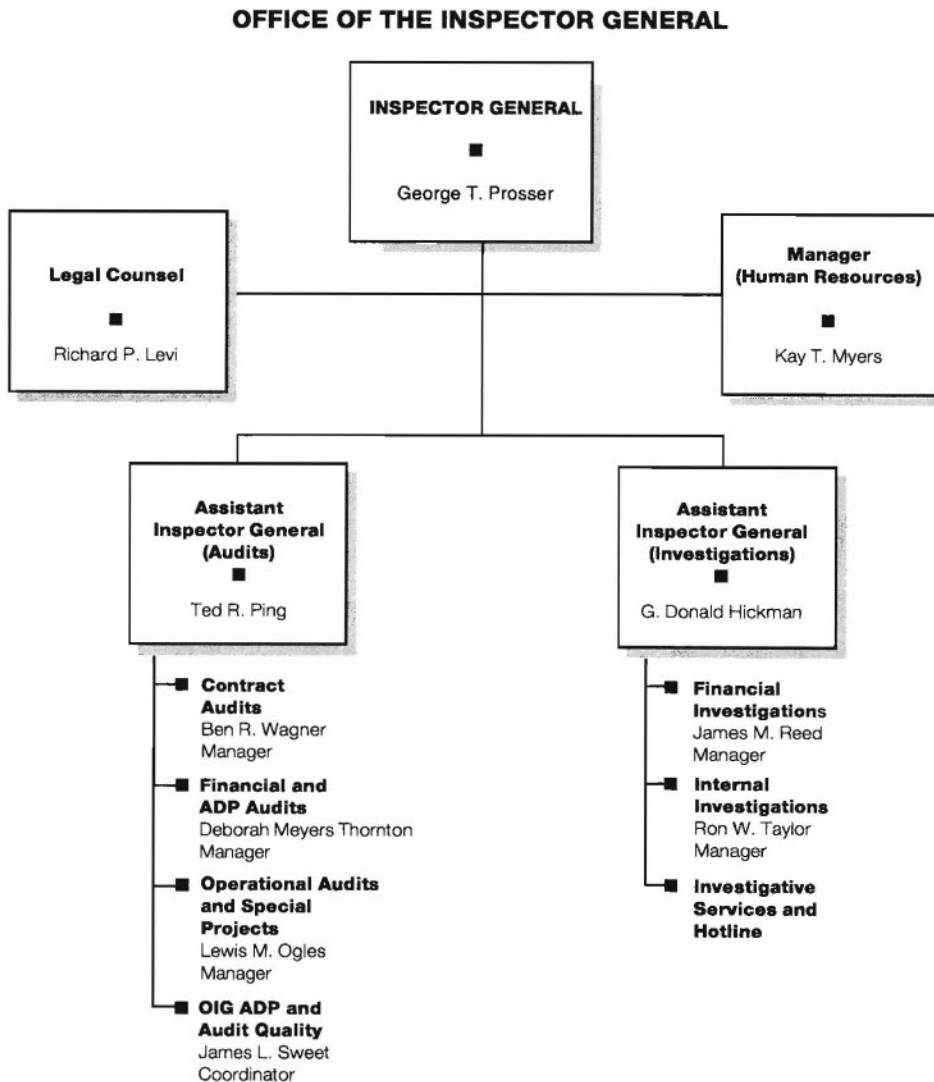 OFFICE OF THE INSPECTOR GENERAL
INSPECTOR GENERAL
George T. Prosser
Legal Counsel
Richard P. Levi
Manager
(Human Resources)
Kay T. Myers
Assistant
Inspector General
(Audits)
Ted R. Ping
Contract
Audits
Ben R. Wagner
Manager
Financial and
ADP Audits
Deborah Meyers Thornton
Manager
Operational Audits
and Special
Projects
Lewis M. Ogles
Manager
OIG ADP and
Audit Quality
James L. Sweet
Coordinator
Assistant
Inspector General
(Investigations)
G. Donald Hickman
Financial
Investigations
James M. Reed
Manager
Internal
Investigations
Ron W. Taylor
Manager
Investigative
Services and
Hotline